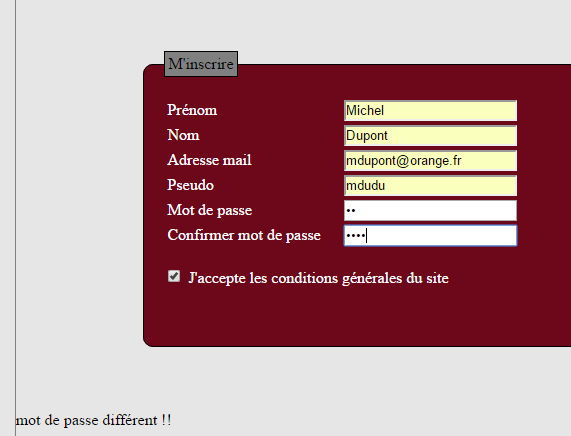 M'inscrire
Prénom Michel
Nom Dupont
Adresse mail mdupont@orange.fr
Pseudo mdudu
Mot de passe ••
Confirmer mot de passe ••••
J'accepte les conditions générales du site
mot de passe différent !!